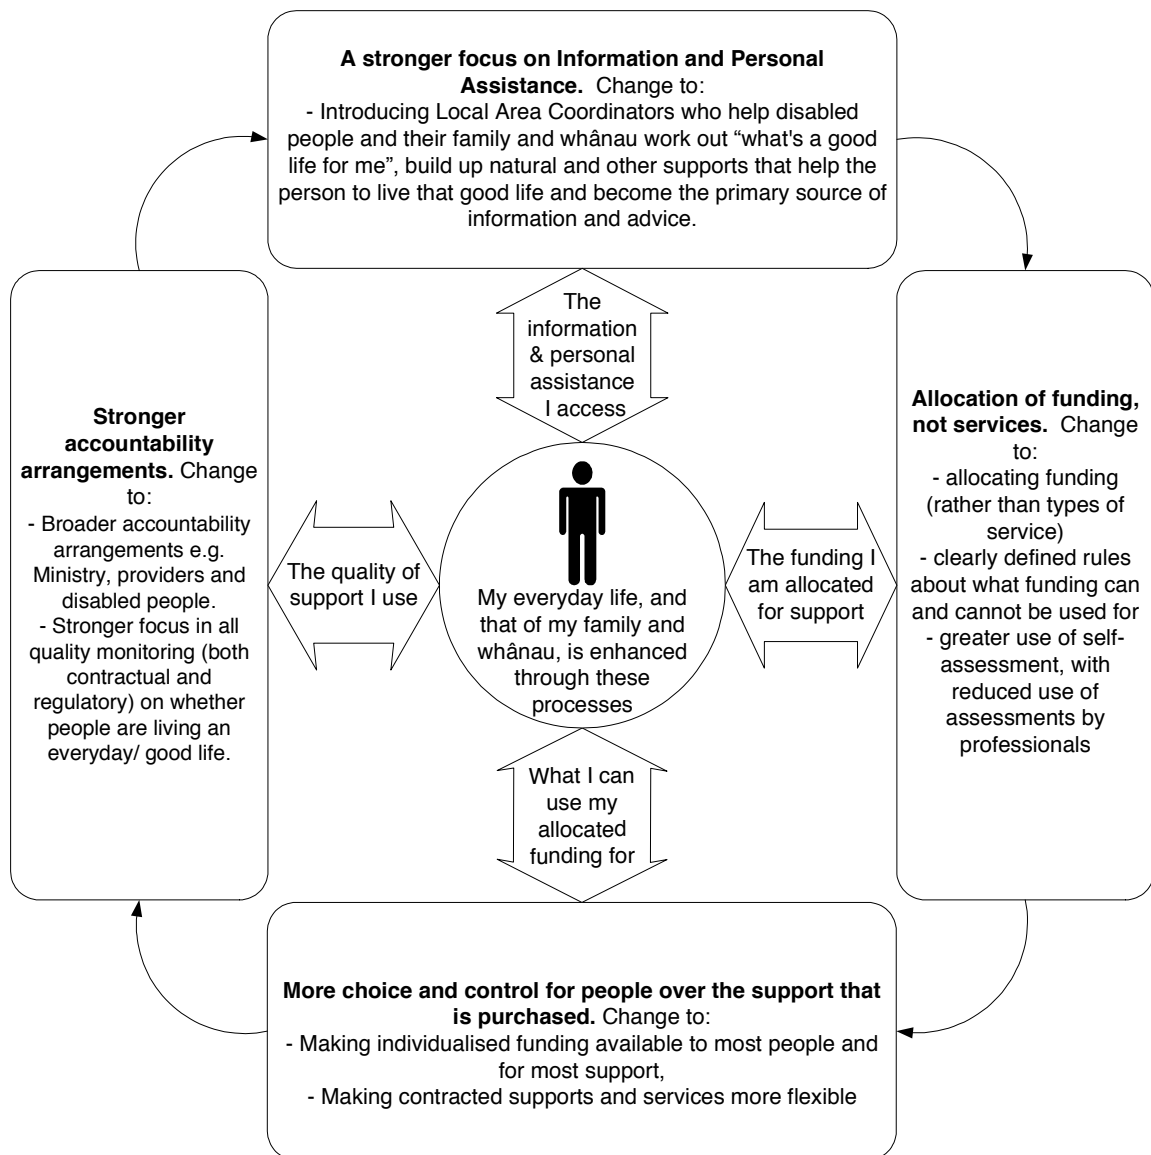 A stronger focus on Information and Personal
Assistance.  Change to:
- Introducing Local Area Coordinators who help disabled
people and their family and whânau work out “what's a good
life for me”, build up natural and other supports that help the
person to live that good life and become the primary source of
information and advice.
The
information
& personal
assistance
I access
Stronger
accountability
arrangements. Change
to:
- Broader accountability
arrangements e.g.
Ministry, providers and
disabled people.
- Stronger focus in all
quality monitoring (both
contractual and
regulatory) on whether
people are living an
everyday/ good life.
The quality of
support I use
My everyday life, and
that of my family and
whânau, is enhanced
through these
processes
The funding I
am allocated
for support
Allocation of funding,
not services.  Change
to:
- allocating funding
(rather than types of
service)
- clearly defined rules
about what funding can
and cannot be used for
- greater use of self-
assessment, with
reduced use of
assessments by
professionals
What I can
use my
allocated
funding for
More choice and control for people over the support that
is purchased. Change to:
- Making individualised funding available to most people and
for most support,
- Making contracted supports and services more flexible